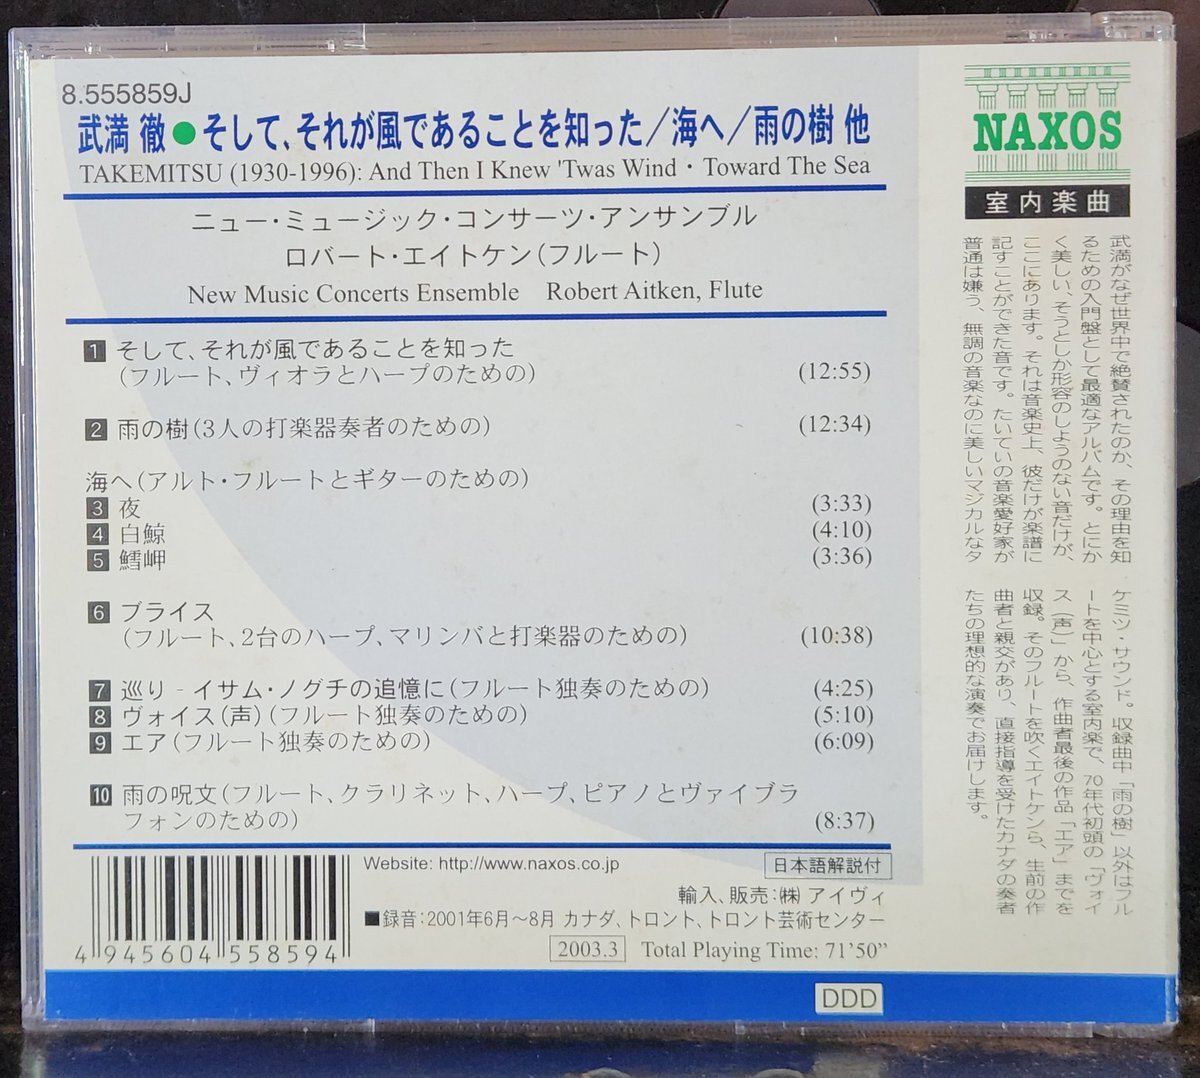 8.555859J
武満 徹●そして、それが風であることを知った／海へ／雨の樹 他
TAKEMITSU (1930-1996): And Then I Knew 'Twas Wind・Toward The Sea
ニュー・ミュージック・コンサーツ・アンサンブル
ロバート・エイトケン(フルート)
New Music Concerts Ensemble Robert Aitken, Flute
1 そして、それが風であることを知った
(フルート、ヴィオラとハープのための) (12:55)
2 雨の樹(3人の打楽器奏者のための) (12:34)
海へ(アルト・フルートとギターのための)
3 夜 (3:33)
4 白鯨 (4:10)
5 鱈岬 (3:36)
6 ブライス
(フルート、2台のハープ、マリンバと打楽器のための) (10:38)
7 巡り - イサム・ノグチの追憶に(フルート独奏のための) (4:25)
8 ヴォイス(声)(フルート独奏のための) (5:10)
9 エア(フルート独奏のための) (6:09)
10 雨の呪文(フルート、クラリネット、ハープ、ピアノとヴァイブラ
フォンのための) (8:37)
Website: http://www.naxos.co.jp
日本語解説付
輸入、販売：㈱ アイヴィ
■録音：2001年6月〜8月 カナダ、トロント、トロント芸術センター
2003.3 Total Playing Time: 71'50"
4 945604 558594
DDD
NAXOS
室内楽曲
武満がなぜ世界中で絶賛されたのか、その理由を知
るための入門盤として最適なアルバムです。とにか
く美しい、そうとしか形容のしようのない音だけが、
ここにあります。それは音楽史上、彼だけが楽譜に
記すことができた音です。たいていの音楽愛好家が
普通は嫌う、無調の音楽なのに美しいマジカルなタ
ケミツ・サウンド。収録曲中「雨の樹」以外はフル
ートを中心とする室内楽で、70年代初頭の「ヴォイ
ス（声）」から、作曲者最後の作品「エア」までを
収録。そのフルートを吹くエイトケンら、生前の作
曲者と親交があり、直接指導を受けたカナダの奏者
たちの理想的な演奏でお届けします。